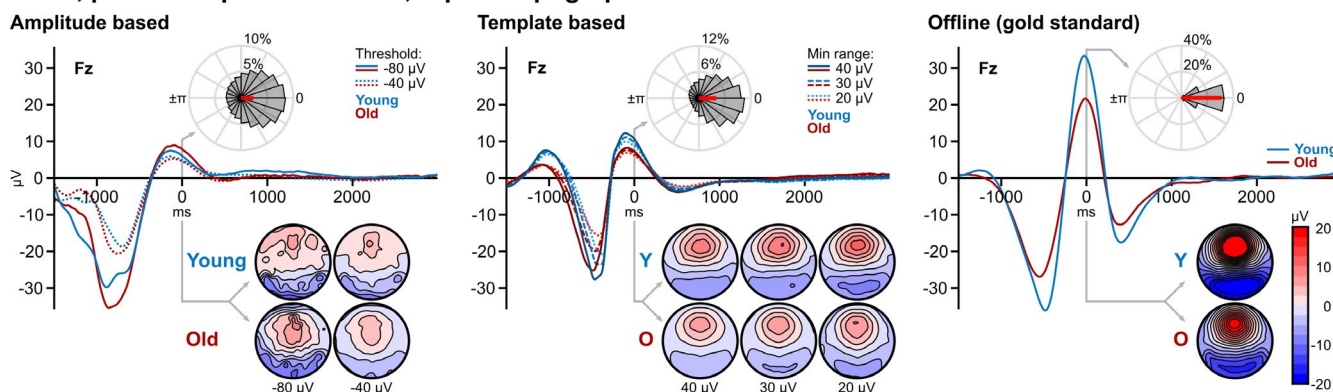 Amplitude based
Fz
10%
5%
±π
0
Threshold:
-80 µV
-40 µV
Young
Old
µV
30
20
10
0
-10
-20
-30
-1000
0
ms
1000
2000
Young
Old
-80 µV
-40 µV
Template based
Fz
12%
6%
±π
0
Min range:
40 µV
30 µV
20 µV
Young
Old
30
20
10
0
-10
-20
-30
-1000
0
ms
1000
2000
Y
O
40 µV
30 µV
20 µV
Offline (gold standard)
Fz
40%
20%
±π
0
Young
Old
30
20
10
0
-10
-20
-30
-1000
0
ms
1000
2000
Y
O
µV
20
10
0
-10
-20